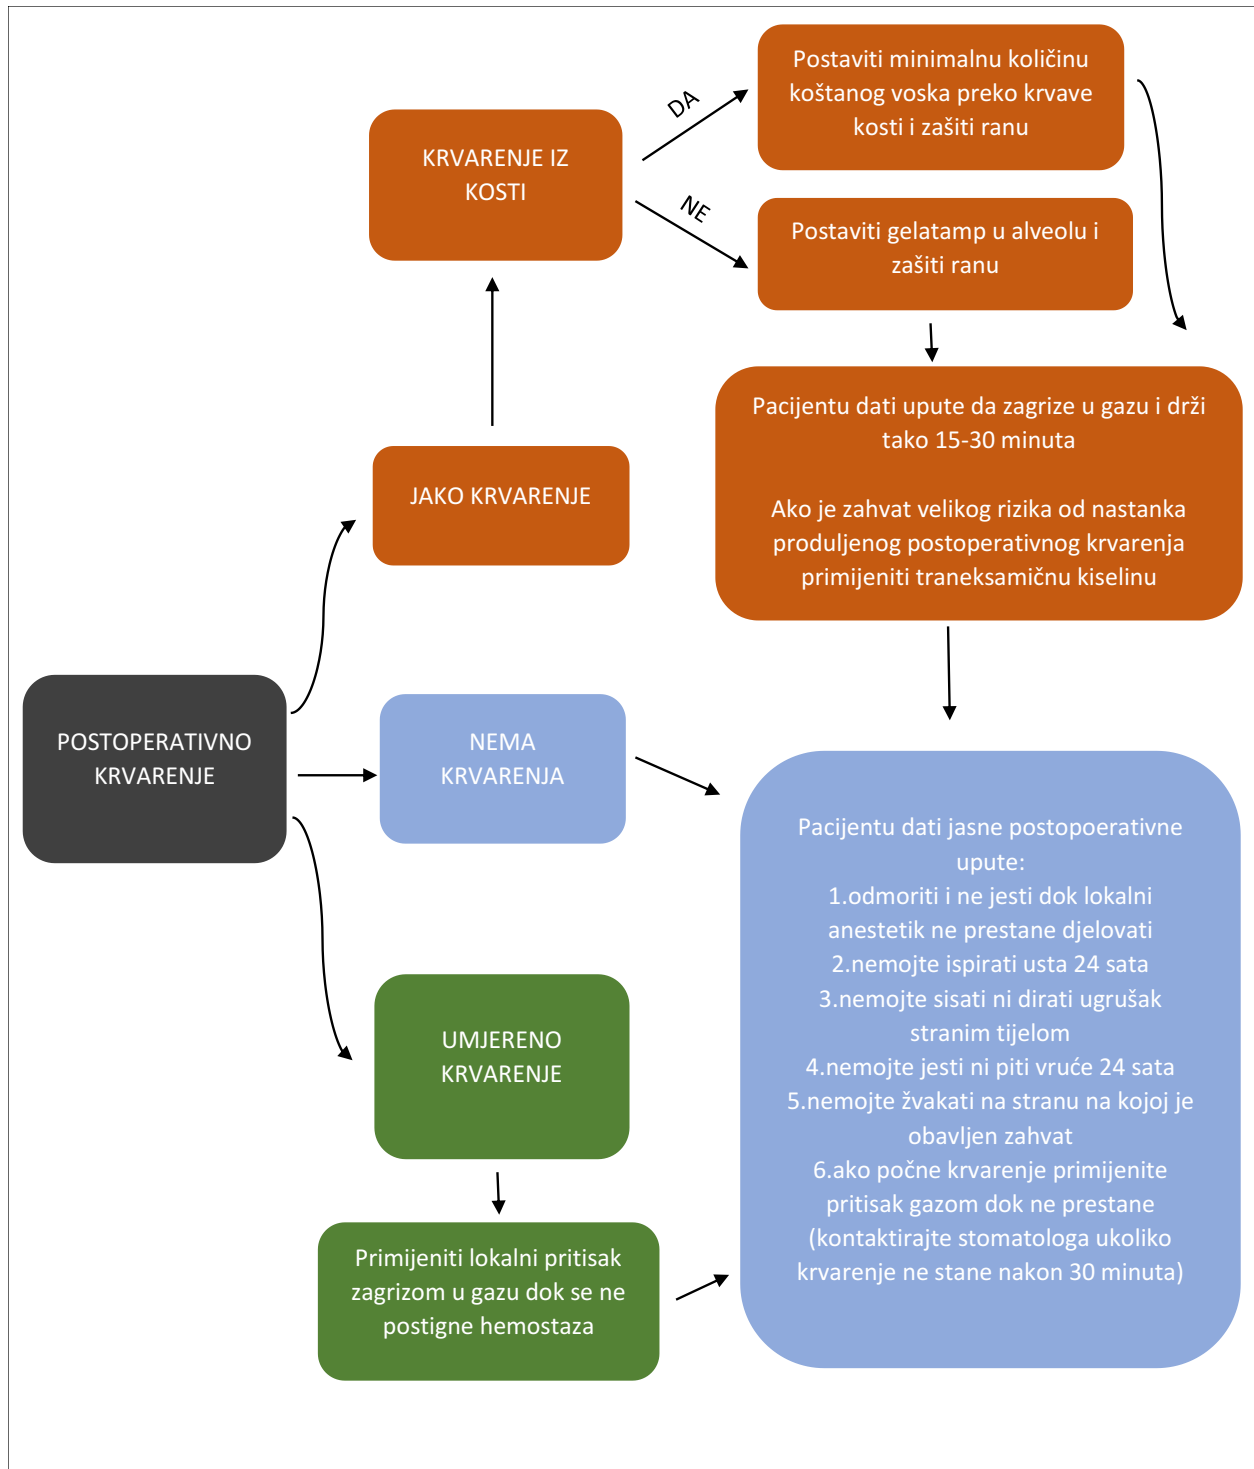 Postaviti minimalnu količinu
koštanog voska preko krvave
kosti i zašiti ranu
DA
KRVARENJE IZ
KOSTI
NE
Postaviti gelatamp u alveolu i
zašiti ranu
Pacijentu dati upute da zagrize u gazu i drži
tako 15-30 minuta
Ako je zahvat velikog rizika od nastanka
produljenog postoperativnog krvarenja
primijeniti traneksamičnu kiselinu
JAKO KRVARENJE
POSTOPERATIVNO
KRVARENJE
NEMA
KRVARENJA
Pacijentu dati jasne postopoerativne
upute:
1.odmoriti i ne jesti dok lokalni
anestetik ne prestane djelovati
2.nemojte ispirati usta 24 sata
3.nemojte sisati ni dirati ugrušak
stranim tijelom
4.nemojte jesti ni piti vruće 24 sata
5.nemojte žvakati na stranu na kojoj je
obavljen zahvat
6.ako počne krvarenje primijenite
pritisak gazom dok ne prestane
(kontaktirajte stomatologa ukoliko
krvarenje ne stane nakon 30 minuta)
UMJERENO
KRVARENJE
Primijeniti lokalni pritisak
zagrizom u gazu dok se ne
postigne hemostaza